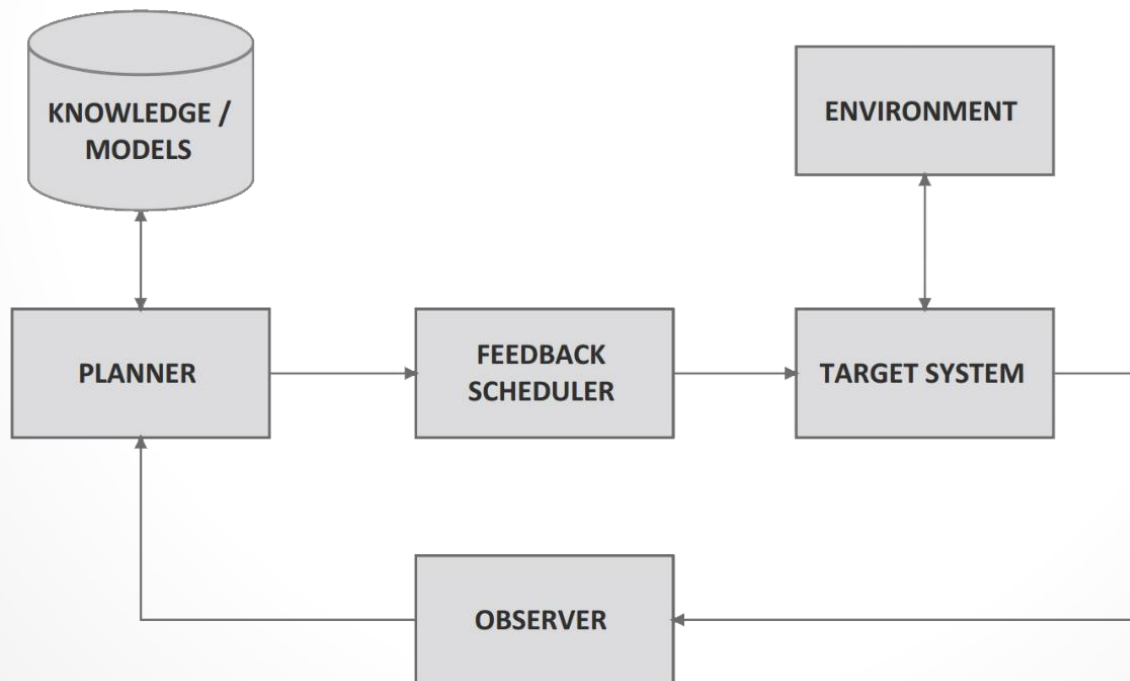 KNOWLEDGE /
MODELS
ENVIRONMENT
PLANNER
FEEDBACK
SCHEDULER
TARGET SYSTEM
OBSERVER